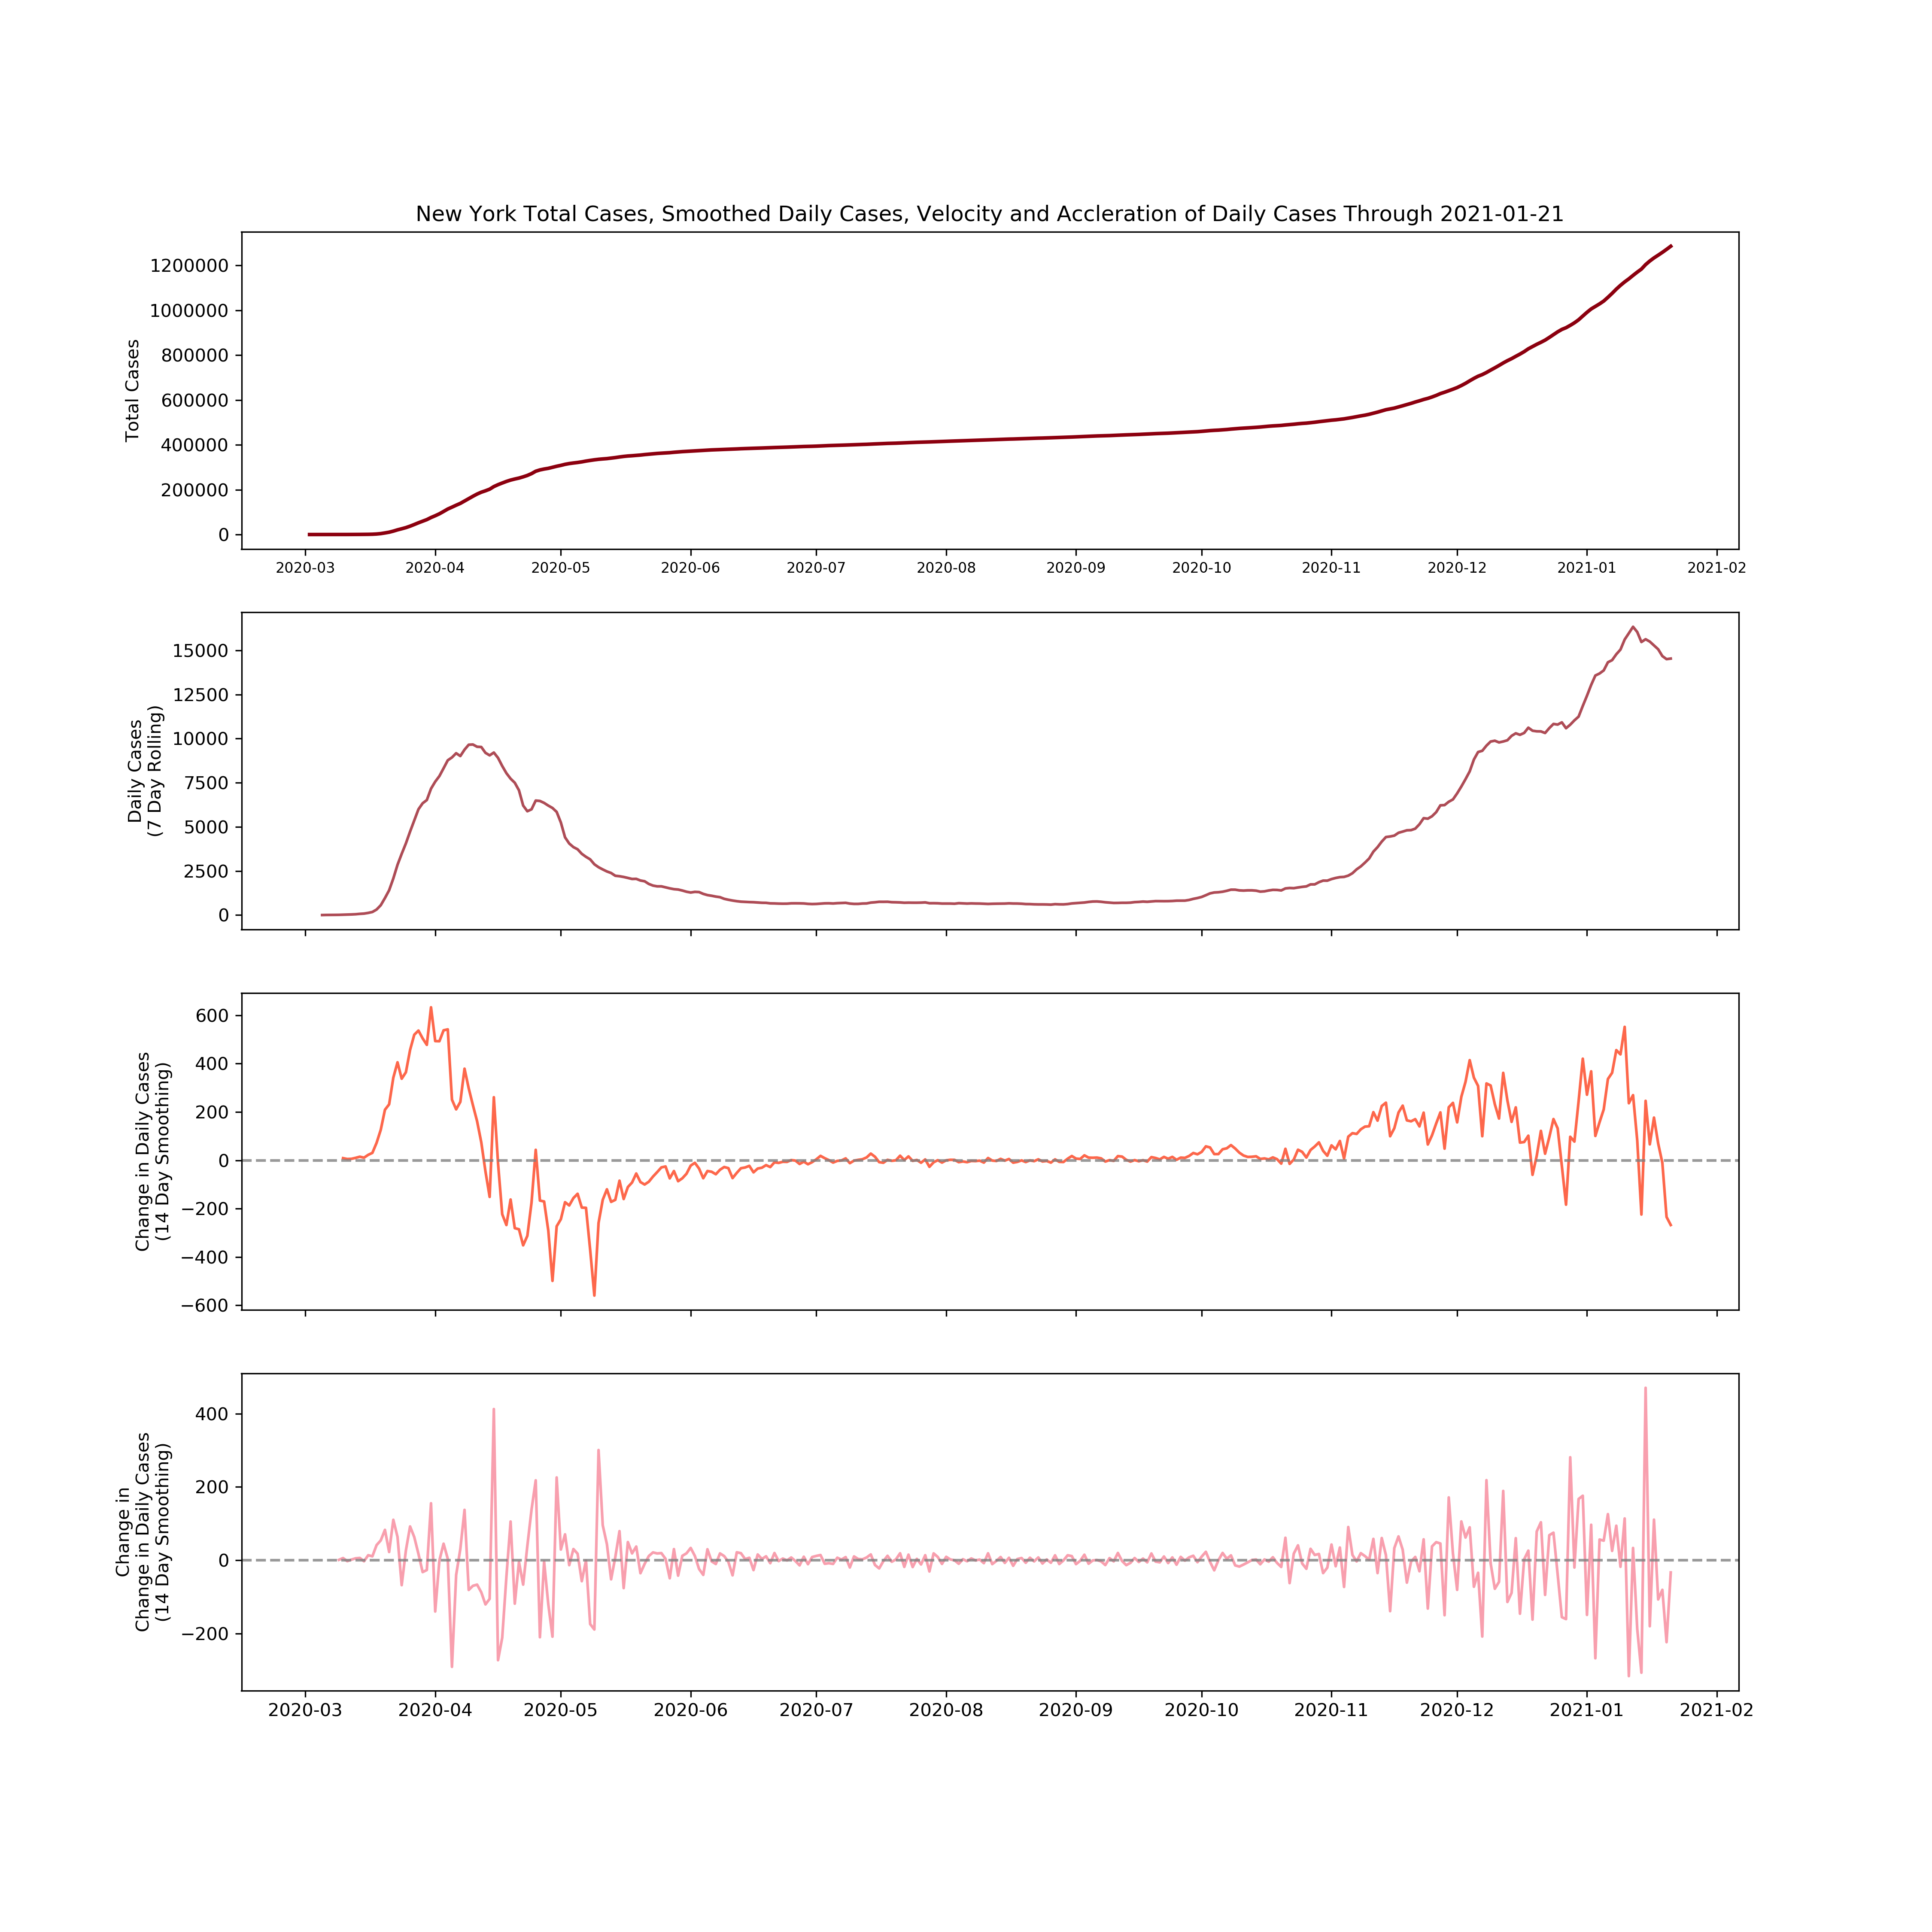 New York Total Cases, Smoothed Daily Cases, Velocity and Accleration of Daily Cases Through 2021-01-21
Total Cases
1200000
1000000
800000
600000
400000
200000
0
2020-03 2020-04 2020-05 2020-06 2020-07 2020-08 2020-09 2020-10 2020-11 2020-12 2021-01 2021-02
Daily Cases
(7 Day Rolling)
15000
12500
10000
7500
5000
2500
0
Change in Daily Cases
(14 Day Smoothing)
600
400
200
0
−200
−400
−600
Change in
Change in Daily Cases
(14 Day Smoothing)
400
200
0
−200
2020-03 2020-04 2020-05 2020-06 2020-07 2020-08 2020-09 2020-10 2020-11 2020-12 2021-01 2021-02